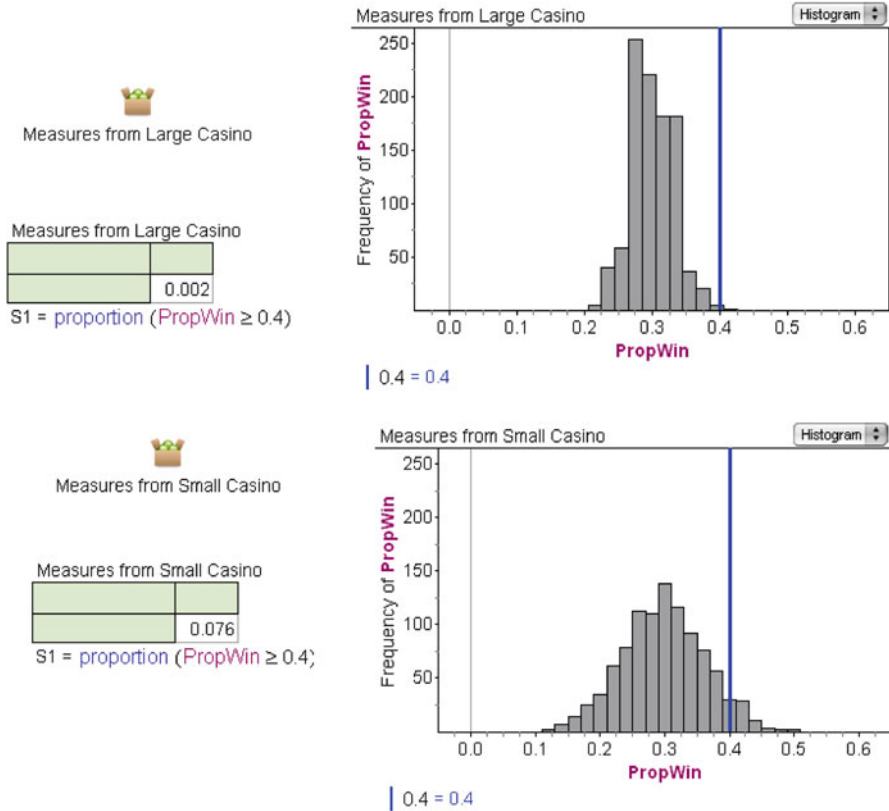 Measures from Large Casino
Histogram
250
200
150
100
50
Frequency of PropWin
0.0 0.1 0.2 0.3 0.4 0.5 0.6
PropWin
0.4 = 0.4
Measures from Large Casino
Measures from Large Casino
0.002
S1 = proportion (PropWin ≥ 0.4)
Measures from Small Casino
Histogram
250
200
150
100
50
Frequency of PropWin
0.0 0.1 0.2 0.3 0.4 0.5 0.6
PropWin
0.4 = 0.4
Measures from Small Casino
Measures from Small Casino
0.076
S1 = proportion (PropWin ≥ 0.4)